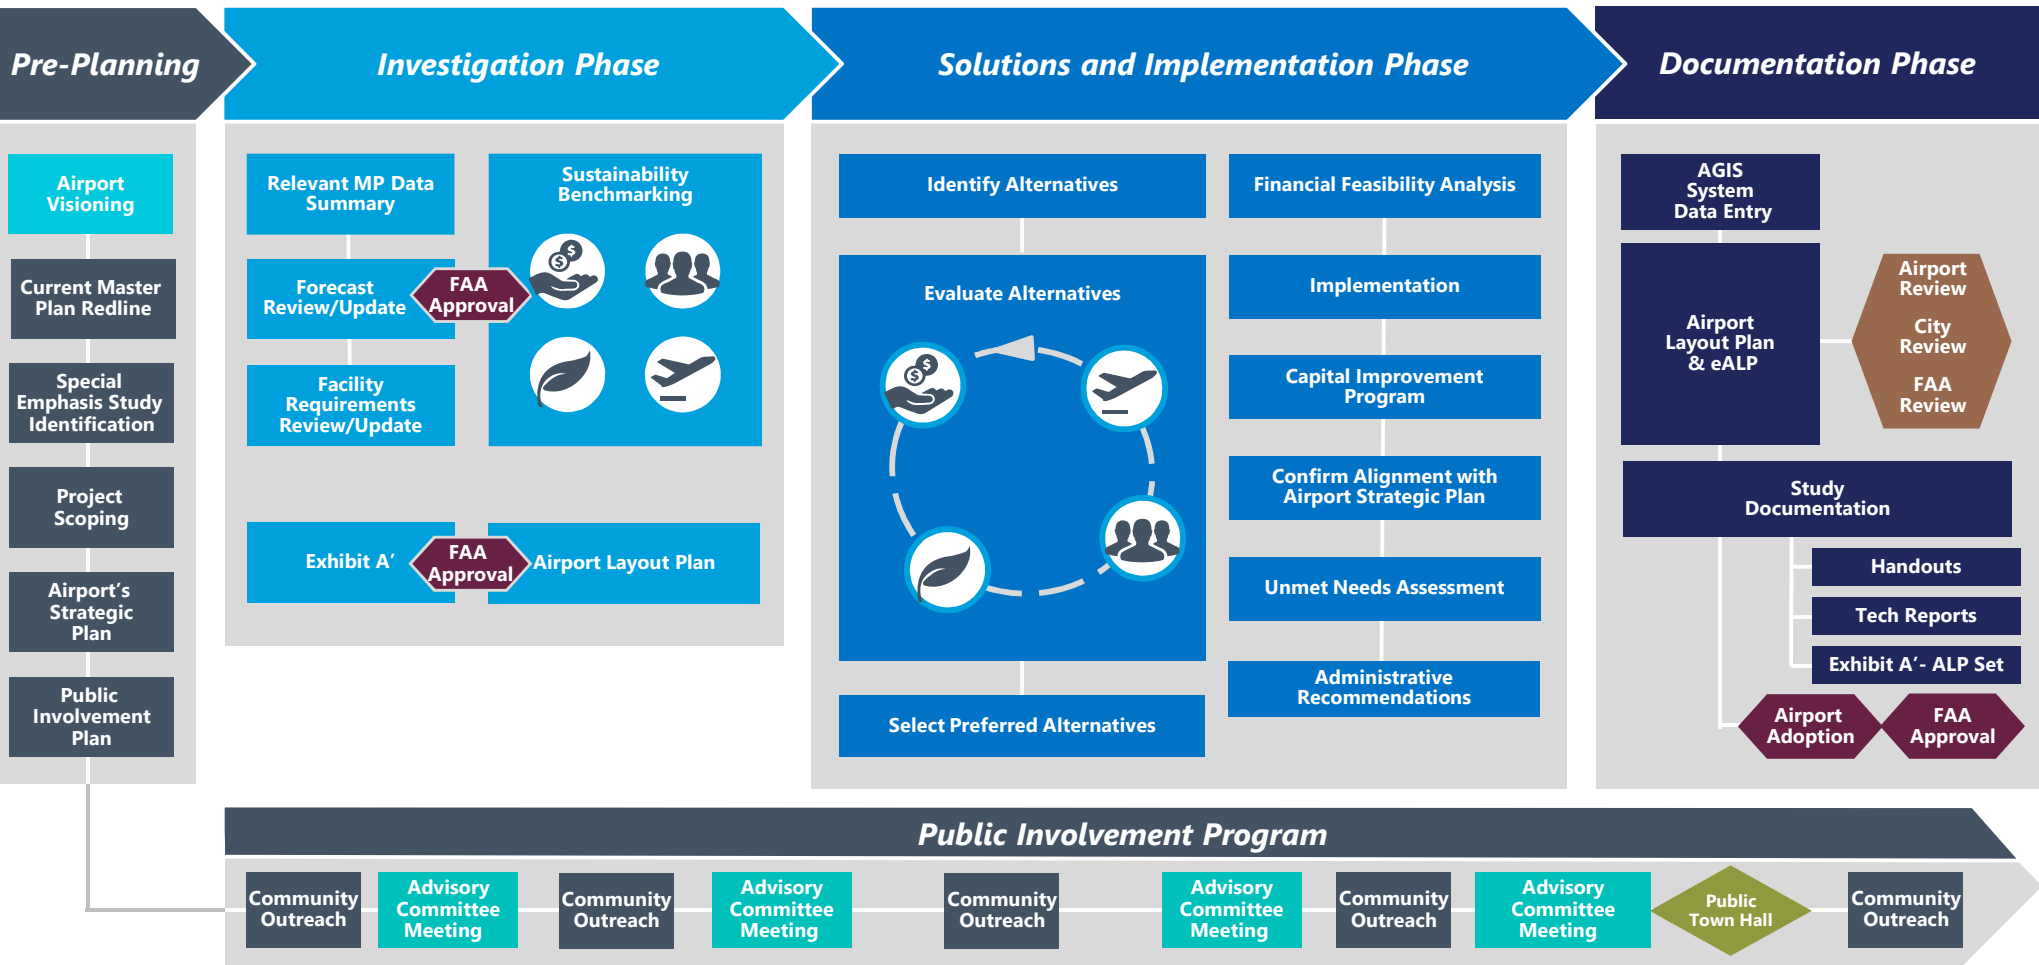 Pre-Planning
Investigation Phase
Solutions and Implementation Phase
Documentation Phase
Airport
Visioning
Current Master
Plan Redline
Special
Emphasis Study
Identification
Project
Scoping
Airport's
Strategic
Plan
Public
Involvement
Plan
Relevant MP Data
Summary
Forecast
Review/Update
FAA
Approval
Facility
Requirements
Review/Update
Sustainability
Benchmarking
$
$
Exhibit A'
FAA
Approval
Airport Layout Plan
Identify Alternatives
Evaluate Alternatives
$
$
Select Preferred Alternatives
Financial Feasibility Analysis
Implementation
Capital Improvement
Program
Confirm Alignment with
Airport Strategic Plan
Unmet Needs Assessment
Administrative
Recommendations
AGIS
System
Data Entry
Airport
Layout Plan
& eALP
Airport
Review
City
Review
FAA
Review
Study
Documentation
Handouts
Tech Reports
Exhibit A'- ALP Set
Airport
Adoption
FAA
Approval
Public Involvement Program
Community
Outreach
Advisory
Committee
Meeting
Community
Outreach
Advisory
Committee
Meeting
Community
Outreach
Advisory
Committee
Meeting
Community
Outreach
Advisory
Committee
Meeting
Public
Town Hall
Community
Outreach